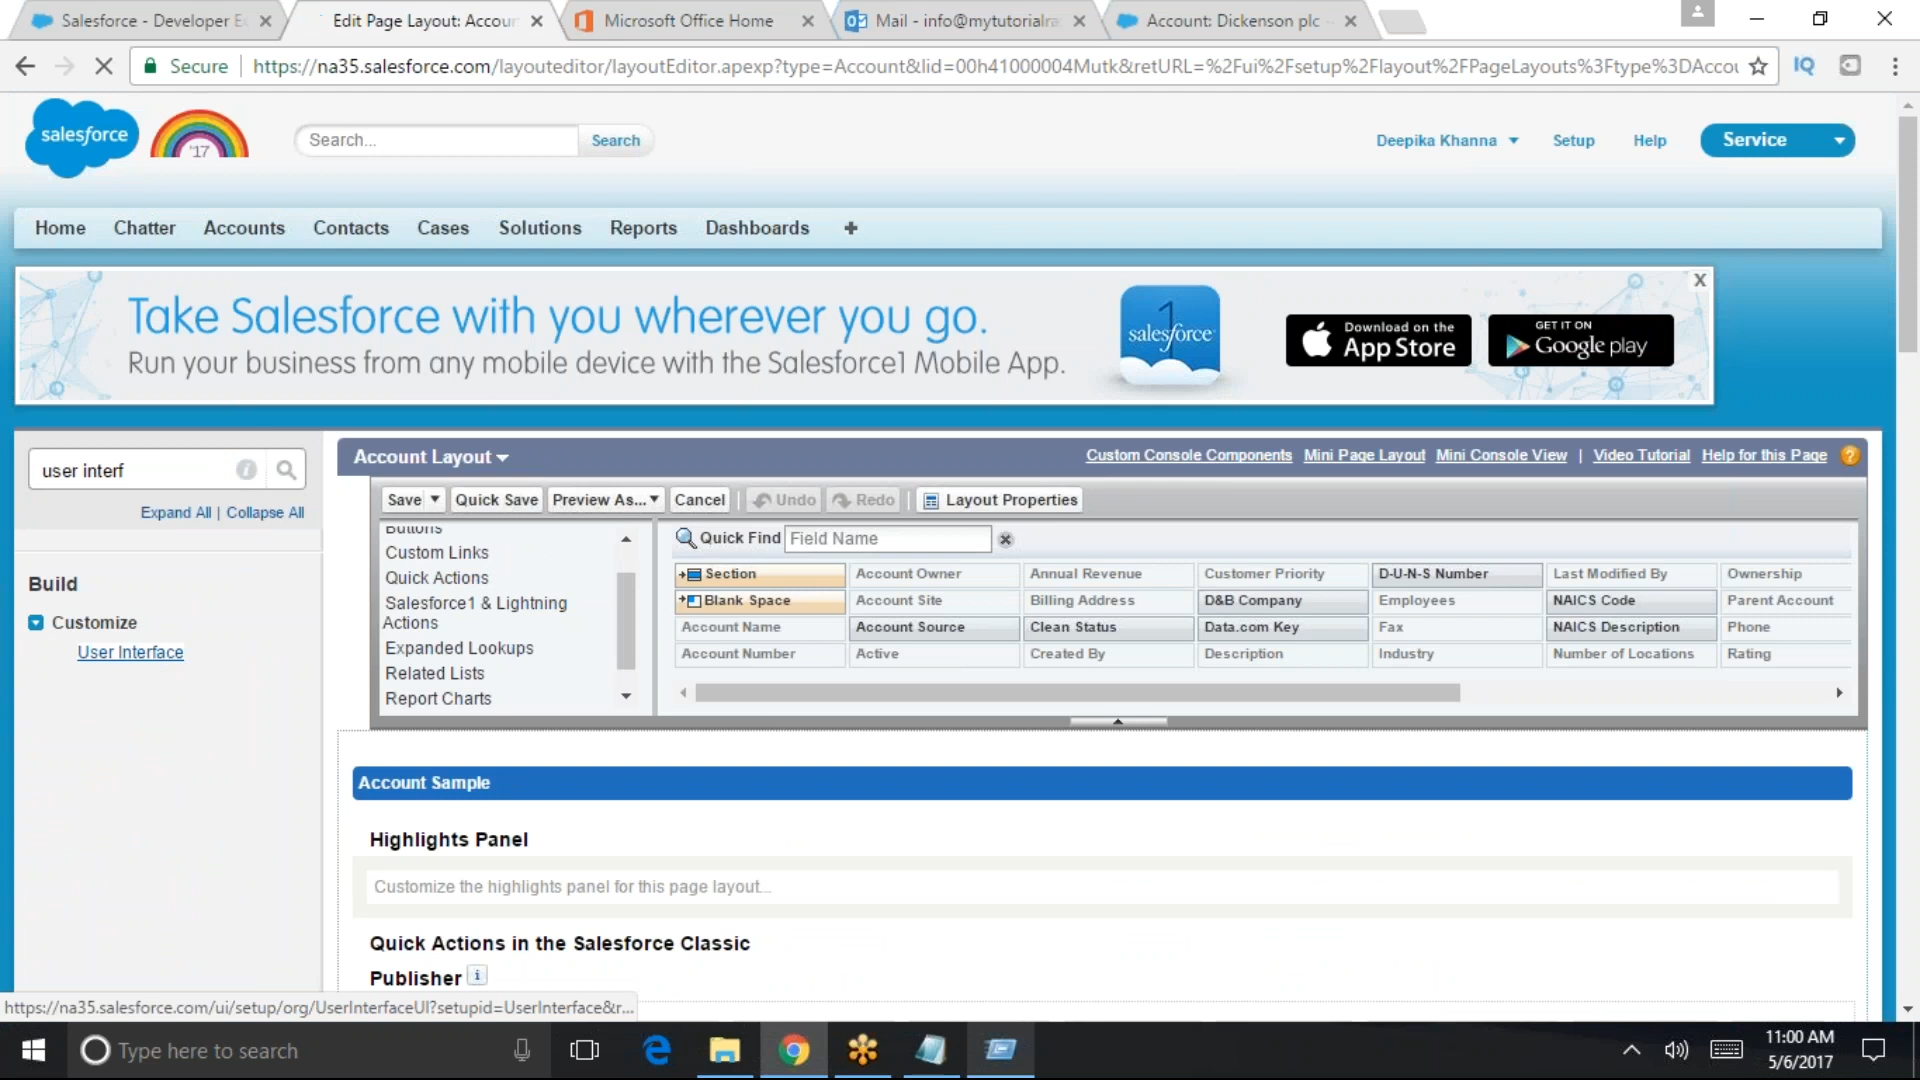 Salesforce - Developer E
Edit Page Layout: Accoun
Microsoft Office Home
Mail - info@mytutorialra
Account: Dickenson plc
Secure
https://na35.salesforce.com/layouteditor/layoutEditor.apexp?type=Account&lid=00h41000004Mutk&retURL=%2Fui%2Fsetup%2Flayout%2FPageLayouts%3Ftype%3DAccou
IQ
salesforce
'17
Search...
Search
Deepika Khanna
Setup
Help
Service
Home
Chatter
Accounts
Contacts
Cases
Solutions
Reports
Dashboards
+
Take Salesforce with you wherever you go.
Run your business from any mobile device with the Salesforce1 Mobile App.
1
salesforce
Download on the
App Store
GET IT ON
Google play
X
user interf
Expand All | Collapse All
Build
Customize
User Interface
Account Layout
Custom Console Components
Mini Page Layout
Mini Console View
|
Video Tutorial
Help for this Page
?
Save
Quick Save
Preview As...
Cancel
Undo
Redo
Layout Properties
Buttons
Custom Links
Quick Actions
Salesforce1 & Lightning
Actions
Expanded Lookups
Related Lists
Report Charts
Quick Find
Field Name
Section
Account Owner
Annual Revenue
Customer Priority
D-U-N-S Number
Last Modified By
Ownership
Blank Space
Account Site
Billing Address
D&B Company
Employees
NAICS Code
Parent Account
Account Name
Account Source
Clean Status
Data.com Key
Fax
NAICS Description
Phone
Account Number
Active
Created By
Description
Industry
Number of Locations
Rating
Account Sample
Highlights Panel
Customize the highlights panel for this page layout...
Quick Actions in the Salesforce Classic
Publisher
i
https://na35.salesforce.com/ui/setup/org/UserInterfaceUI?setupid=UserInterface&r...
Type here to search
11:00 AM
5/6/2017